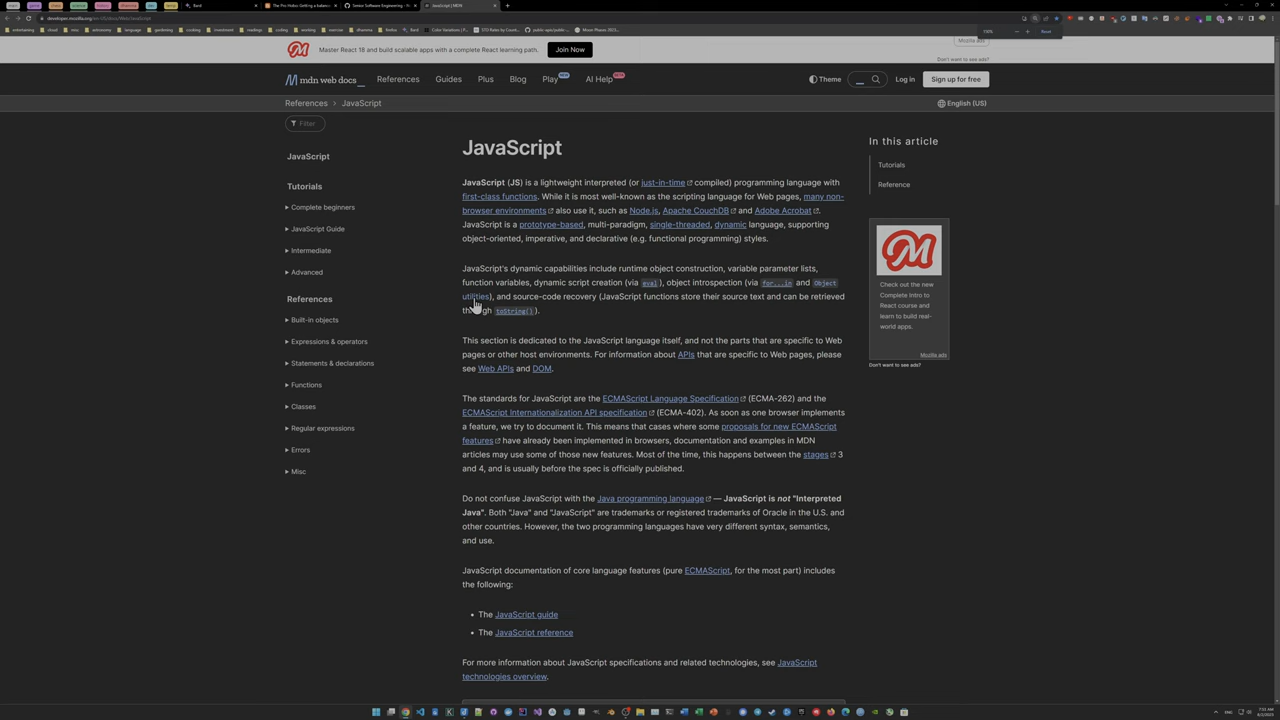 Bard
JavaScript | MDN
developer.mozilla.org/en-US/docs/Web/JavaScript
Master React 18 and build scalable apps with a complete React learning path.
Join Now
Mozilla ads
Don't want to see ads?
mdn web docs_
References
Guides
Plus
Blog
Play
AI Help
Theme
Log in
Sign up for free
References > JavaScript
English (US)
Filter
JavaScript
Tutorials
Complete beginners
JavaScript Guide
Intermediate
Advanced
References
Built-in objects
Expressions & operators
Statements & declarations
Functions
Classes
Regular expressions
Errors
Misc
JavaScript
JavaScript (JS) is a lightweight interpreted (or just-in-time compiled) programming language with
first-class functions. While it is most well-known as the scripting language for Web pages, many non-
browser environments also use it, such as Node.js, Apache CouchDB and Adobe Acrobat.
JavaScript is a prototype-based, multi-paradigm, single-threaded, dynamic language, supporting
object-oriented, imperative, and declarative (e.g. functional programming) styles.
JavaScript's dynamic capabilities include runtime object construction, variable parameter lists,
function variables, dynamic script creation (via eval), object introspection (via for...in and Object
utilities), and source-code recovery (JavaScript functions store their source text and can be retrieved
through toString()).
This section is dedicated to the JavaScript language itself, and not the parts that are specific to Web
pages or other host environments. For information about APIs that are specific to Web pages, please
see Web APIs and DOM.
The standards for JavaScript are the ECMAScript Language Specification (ECMA-262) and the
ECMAScript Internationalization API specification (ECMA-402). As soon as one browser implements
a feature, we try to document it. This means that cases where some proposals for new ECMAScript
features have already been implemented in browsers, documentation and examples in MDN
articles may use some of those new features. Most of the time, this happens between the stages 3
and 4, and is usually before the spec is officially published.
Do not confuse JavaScript with the Java programming language — JavaScript is not "Interpreted
Java". Both "Java" and "JavaScript" are trademarks or registered trademarks of Oracle in the U.S. and
other countries. However, the two programming languages have very different syntax, semantics,
and use.
JavaScript documentation of core language features (pure ECMAScript, for the most part) includes
the following:
• The JavaScript guide
• The JavaScript reference
For more information about JavaScript specifications and related technologies, see JavaScript
technologies overview.
In this article
Tutorials
Reference
Check out the new
Complete Intro to
React course and
learn to build real-
world apps.
Mozilla ads
Don't want to see ads?